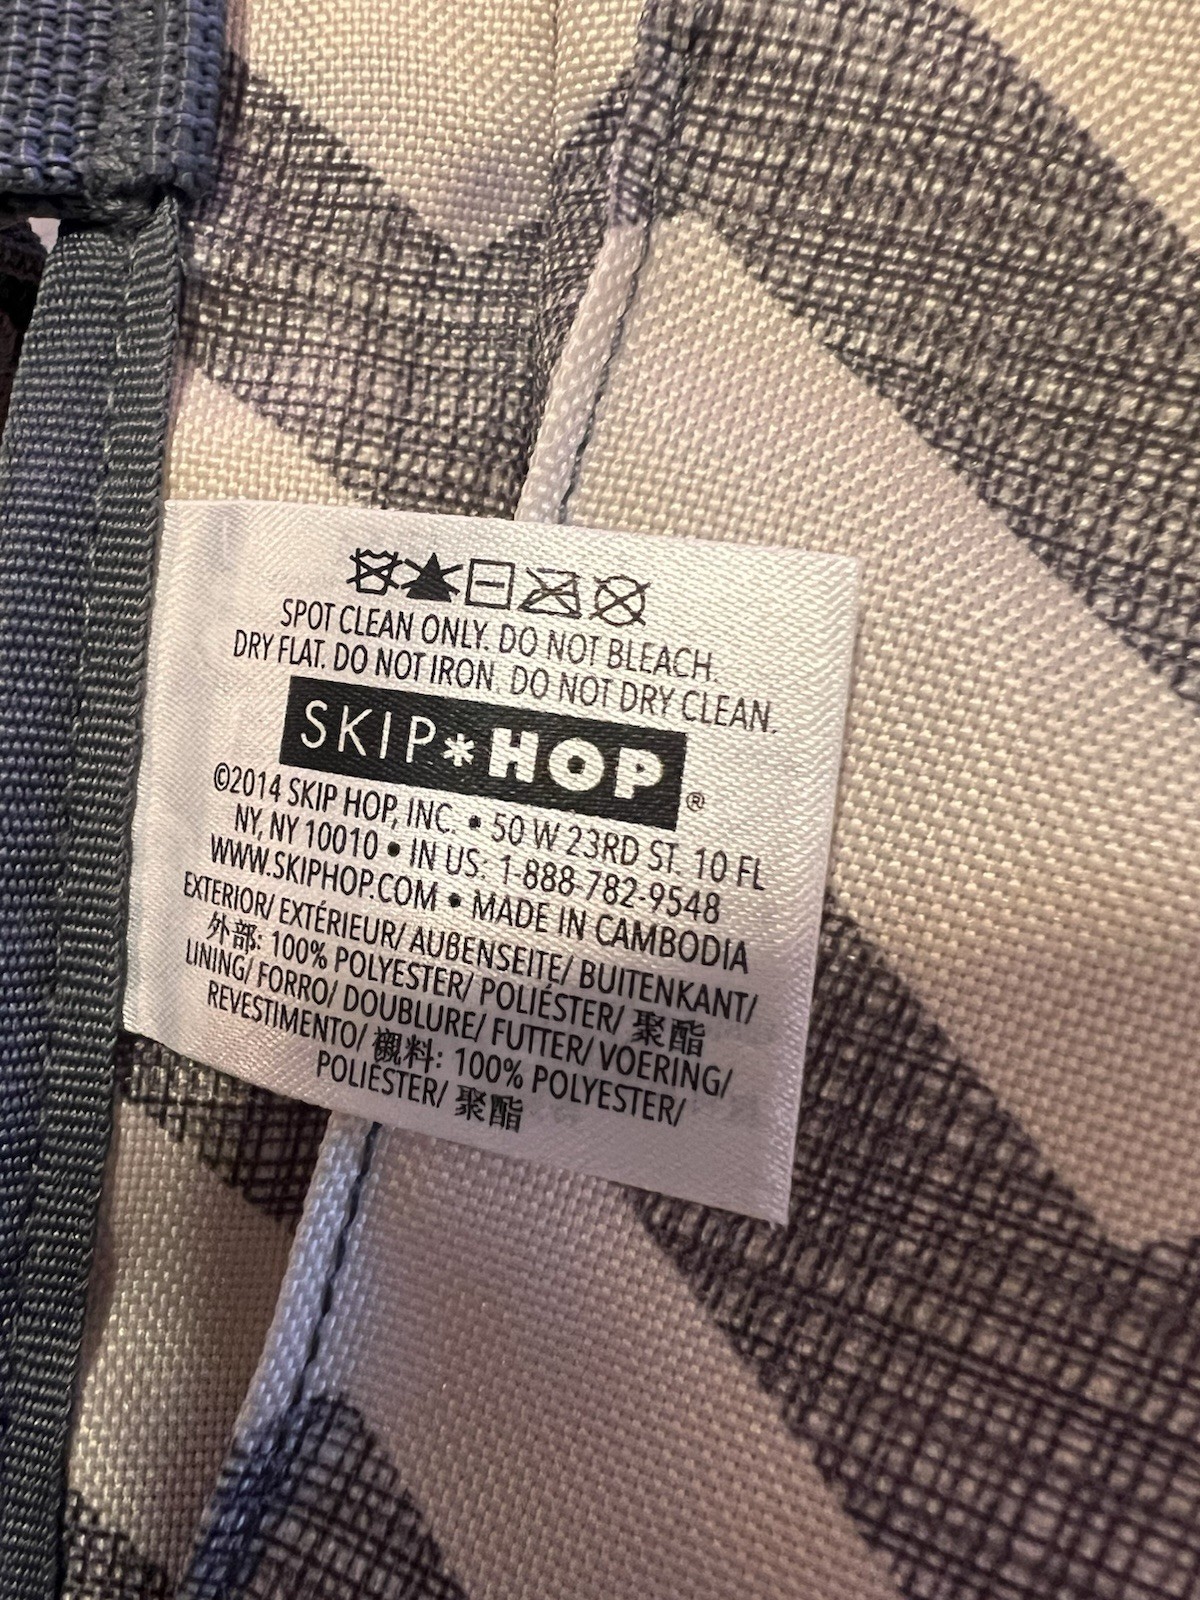 SPOT CLEAN ONLY. DO NOT BLEACH.
DRY FLAT. DO NOT IRON. DO NOT DRY CLEAN.
SKIP*HOP®
©2014 SKIP HOP, INC. • 50 W 23RD ST. 10 FL
NY, NY 10010 • IN US: 1-888-782-9548
WWW.SKIPHOP.COM • MADE IN CAMBODIA
EXTERIOR/ EXTÉRIEUR/ AUBENSEITE/ BUITENKANT/
外部: 100% POLYESTER/ POLIÉSTER/ 聚酯
LINING/ FORRO/ DOUBLURE/ FUTTER/ VOERING/
REVESTIMENTO/ 襯料: 100% POLYESTER/
POLIÉSTER/ 聚酯